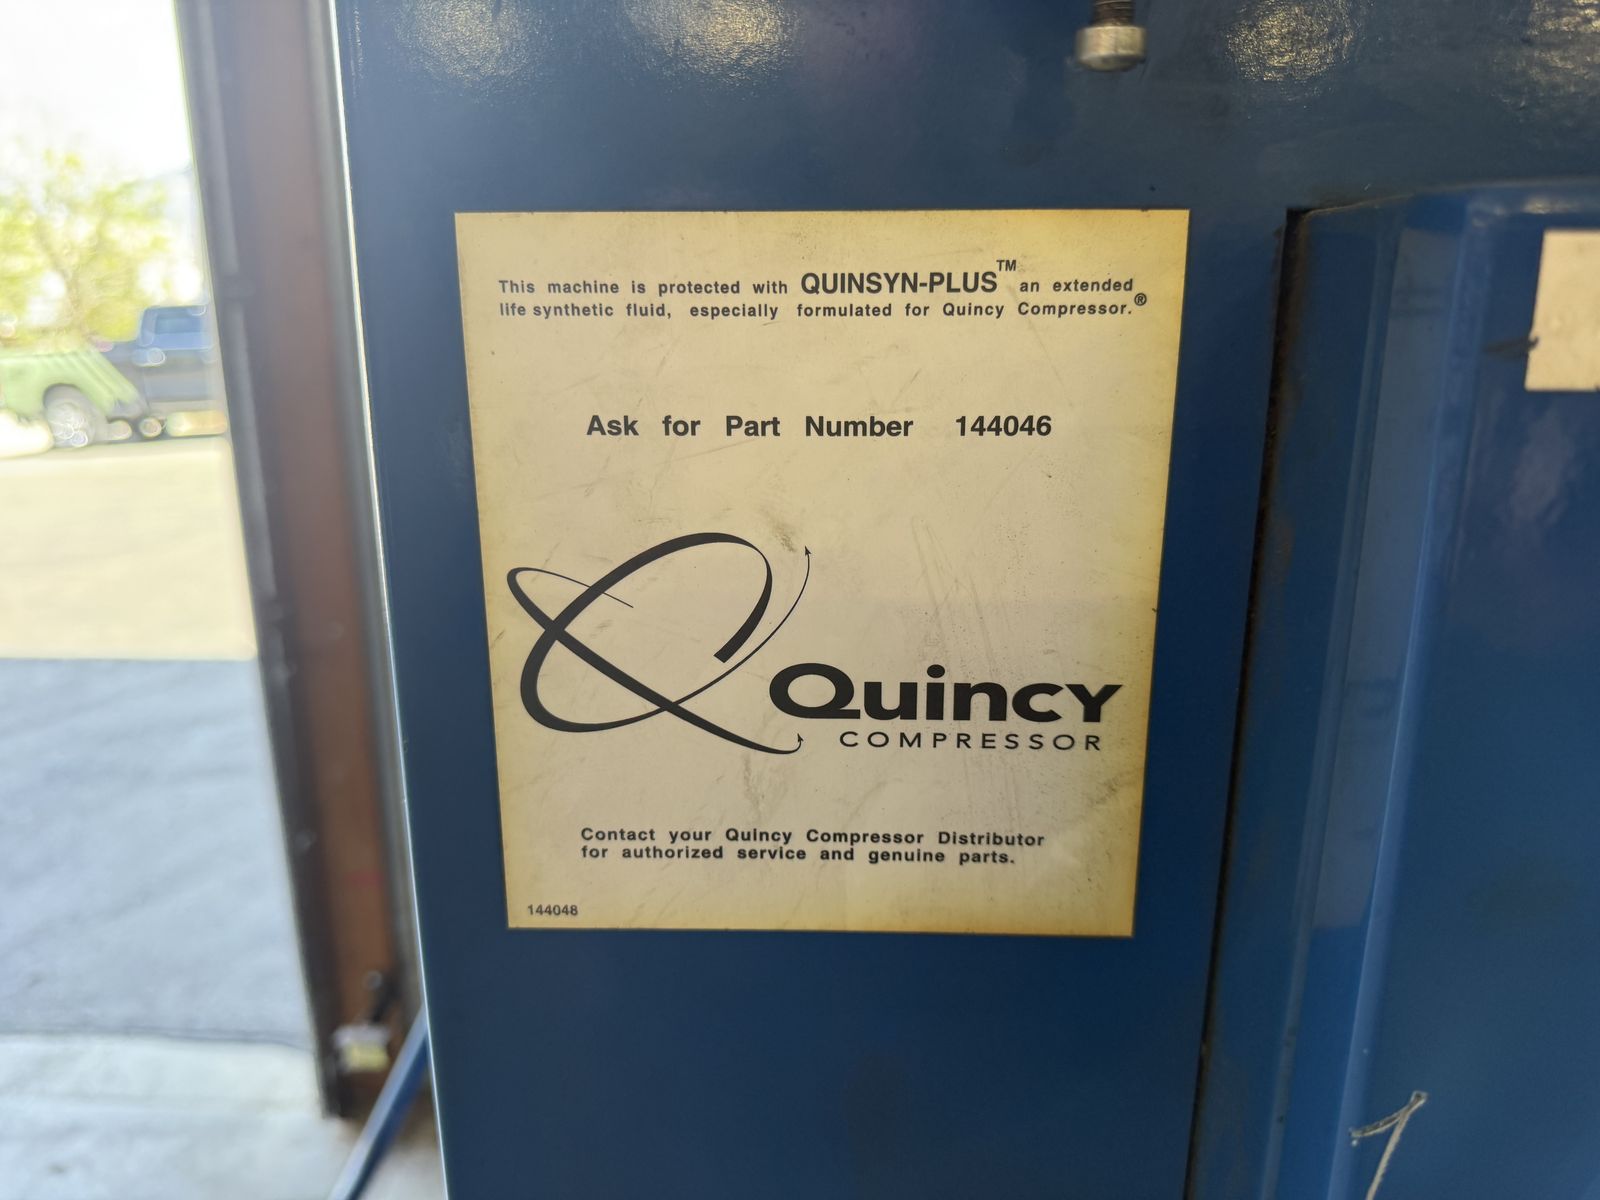 This machine is protected with QUINSYN-PLUS™ an extended
life synthetic fluid, especially formulated for Quincy Compressor.®
Ask for Part Number 144046
Quincy
COMPRESSOR
Contact your Quincy Compressor Distributor
for authorized service and genuine parts.
144048